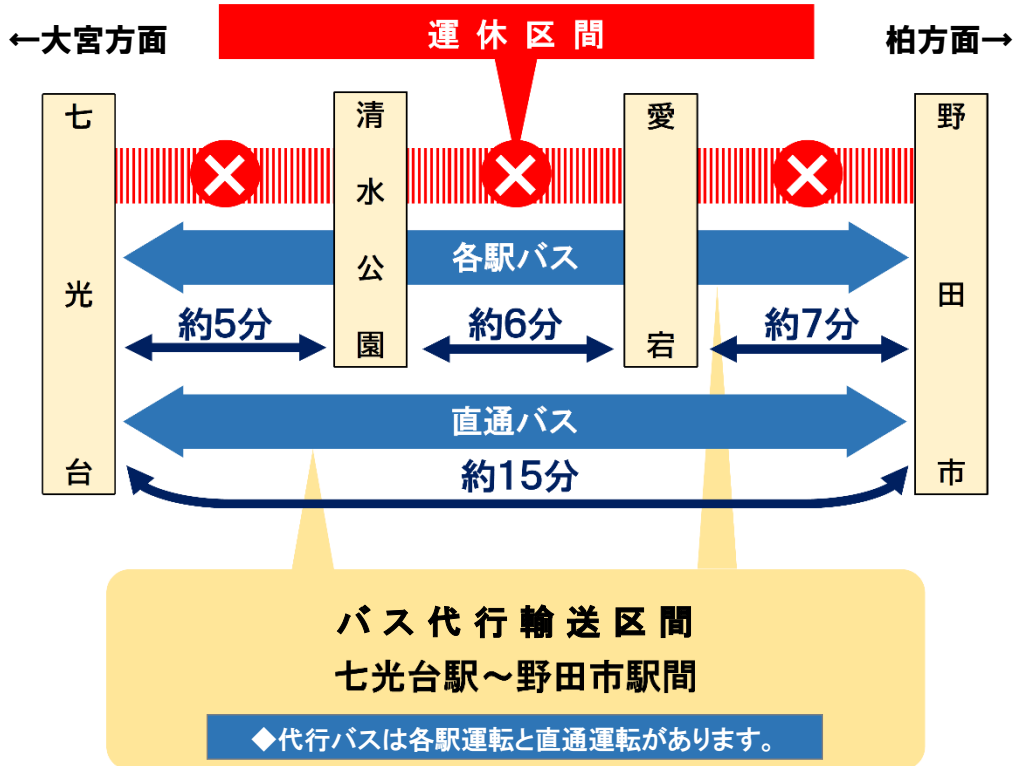 ←大宮方面
運休区間
柏方面→
七光台
清水公園
愛宕
野田市
各駅バス
約5分
約6分
約7分
直通バス
約15分
バス代行輸送区間
七光台駅～野田市駅間
◆代行バスは各駅運転と直通運転があります。